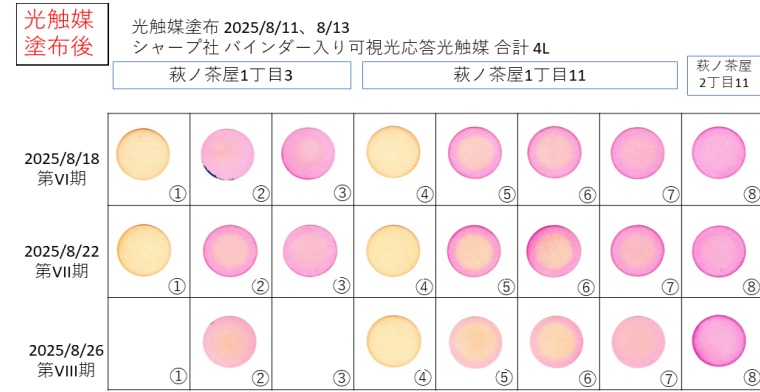 光触媒
塗布後
光触媒塗布 2025/8/11、8/13
シャープ社 バインダー入り可視光応答光触媒 合計 4L
萩ノ茶屋1丁目3
萩ノ茶屋1丁目11
萩ノ茶屋
2丁目11
2025/8/18
第VI期
① ② ③ ④ ⑤ ⑥ ⑦ ⑧
2025/8/22
第VII期
① ② ③ ④ ⑤ ⑥ ⑦ ⑧
2025/8/26
第VIII期
① ② ③ ④ ⑤ ⑥ ⑦ ⑧